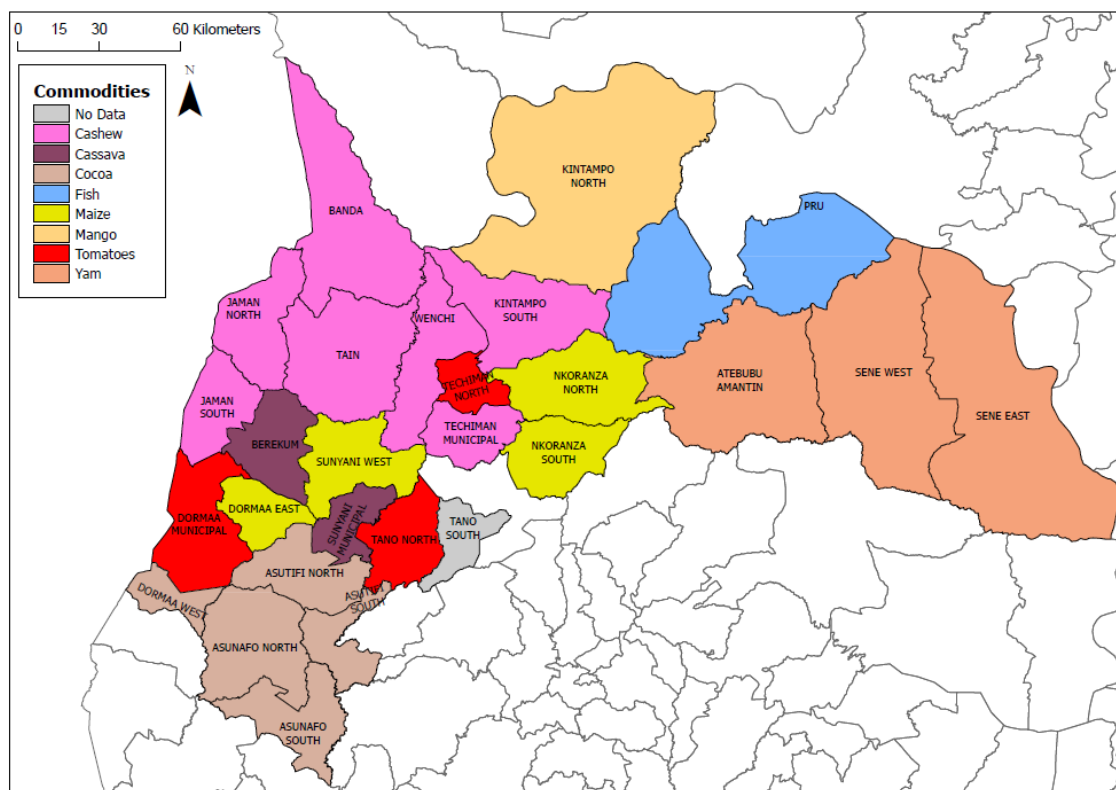 0 15 30 60 Kilometers
N
Commodities
No Data
Cashew
Cassava
Cocoa
Fish
Maize
Mango
Tomatoes
Yam
KINTAMPO
NORTH
PRU
BANDA
JAMAN
NORTH
WENCHI
KINTAMPO
SOUTH
TAIN
TECHIMAN
NORTH
NKORANZA
NORTH
ATEBUBU
AMANTIN
SENE WEST
SENE EAST
JAMAN
SOUTH
BEREKUM
SUNYANI WEST
TECHIMAN
MUNICIPAL
NKORANZA
SOUTH
DORMAA
MUNICIPAL
DORMAA EAST
SUNYANI
MUNICIPAL
TANO NORTH
TANO
SOUTH
ASUTIFI NORTH
ASUTIFI
SOUTH
DORMAA WEST
ASUNAFO NORTH
ASUNAFO
SOUTH